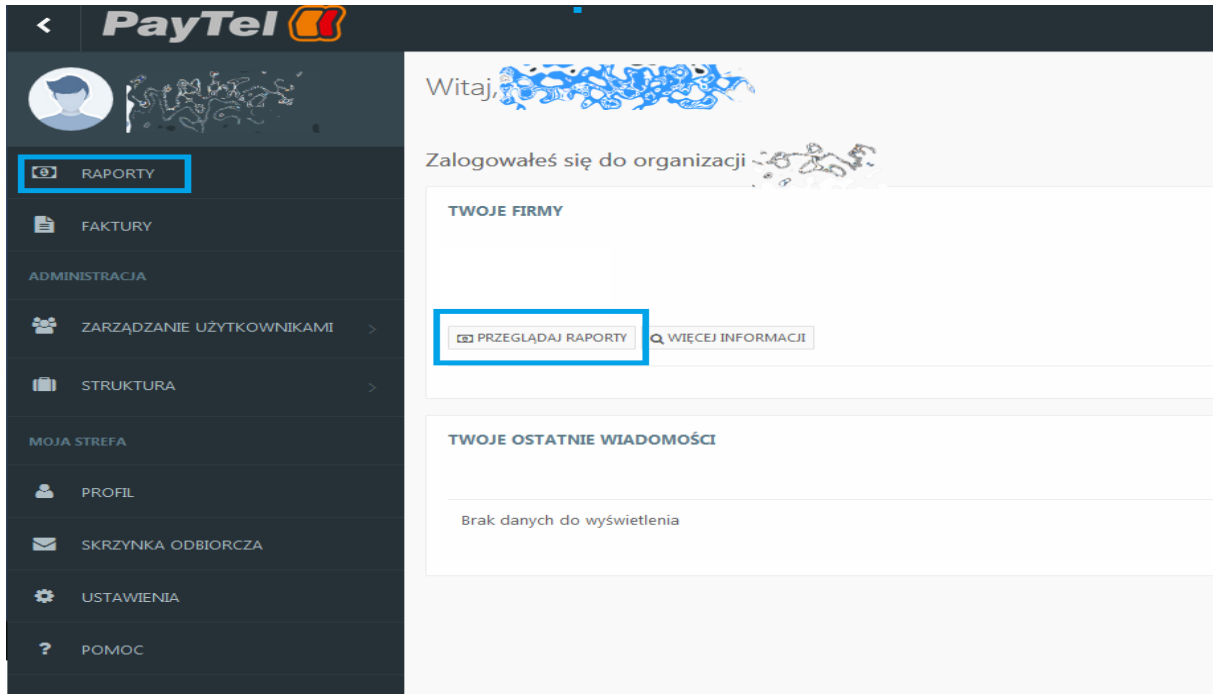 PayTel
Witaj,
Zalogowałeś się do organizacji
RAPORTY
FAKTURY
ADMINISTRACJA
ZARZĄDZANIE UŻYTKOWNIKAMI
STRUKTURA
MOJA STREFA
PROFIL
SKRZYNKA ODBIORCZA
USTAWIENIA
POMOC
TWOJE FIRMY
PRZEGLĄDAJ RAPORTY WIĘCEJ INFORMACJI
TWOJE OSTATNIE WIADOMOŚCI
Brak danych do wyświetlenia